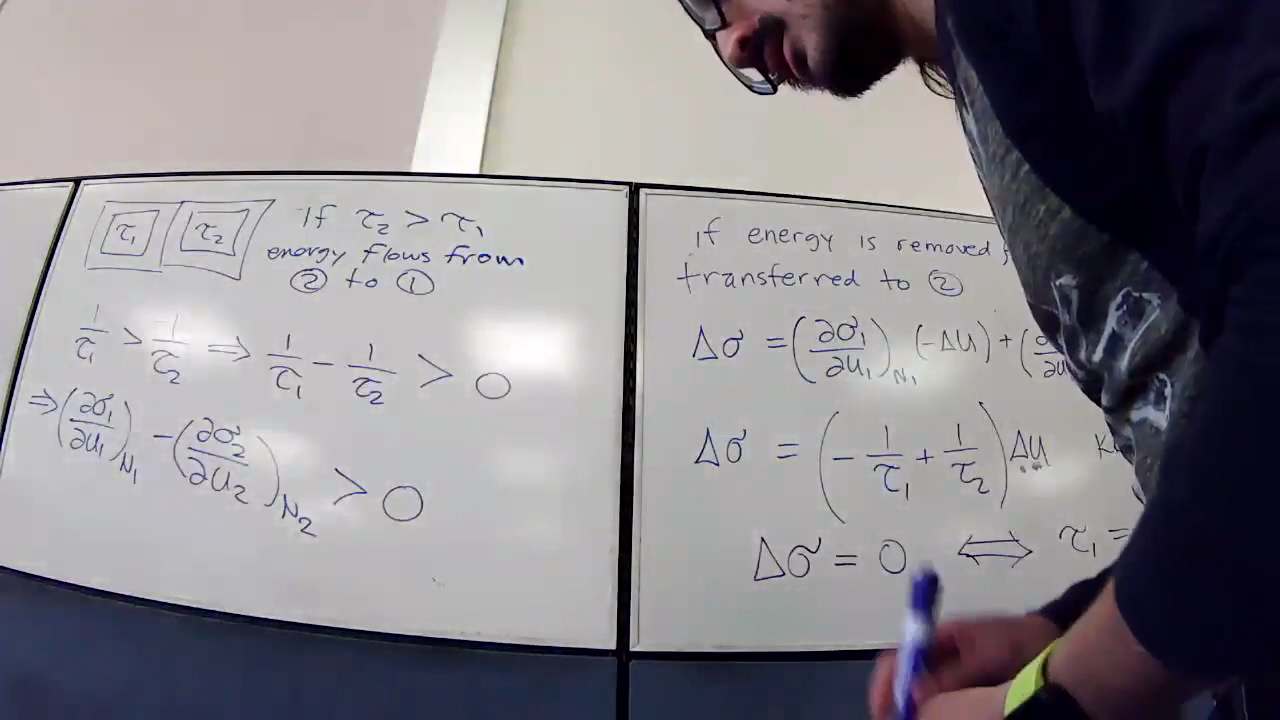 τ₁ τ₂
If τ₂ > τ₁
energy flows from
② to ①
1/τ₁ > 1/τ₂ ⇒ 1/τ₁ − 1/τ₂ > 0
⇒ (∂σ₁/∂u₁)_N₁ − (∂σ₂/∂u₂)_N₂ > 0
if energy is removed
transferred to ②
Δσ = (∂σ₁/∂u₁)_N₁ (−ΔU) + (
Δσ = (−1/τ₁ + 1/τ₂) ΔU
Δσ = 0 ⟺ τ₁ =